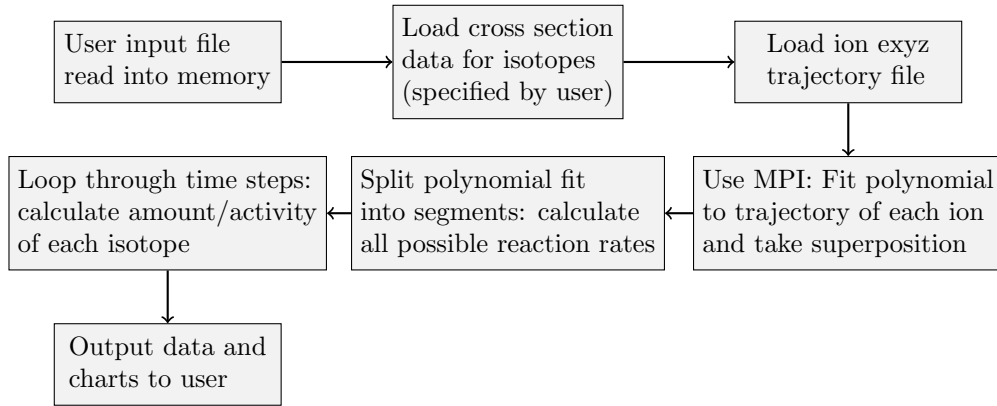 User input file
read into memory
Load cross section
data for isotopes
(specified by user)
Load ion exyz
trajectory file
Use MPI: Fit polynomial
to trajectory of each ion
and take superposition
Split polynomial fit
into segments: calculate
all possible reaction rates
Loop through time steps:
calculate amount/activity
of each isotope
Output data and
charts to user